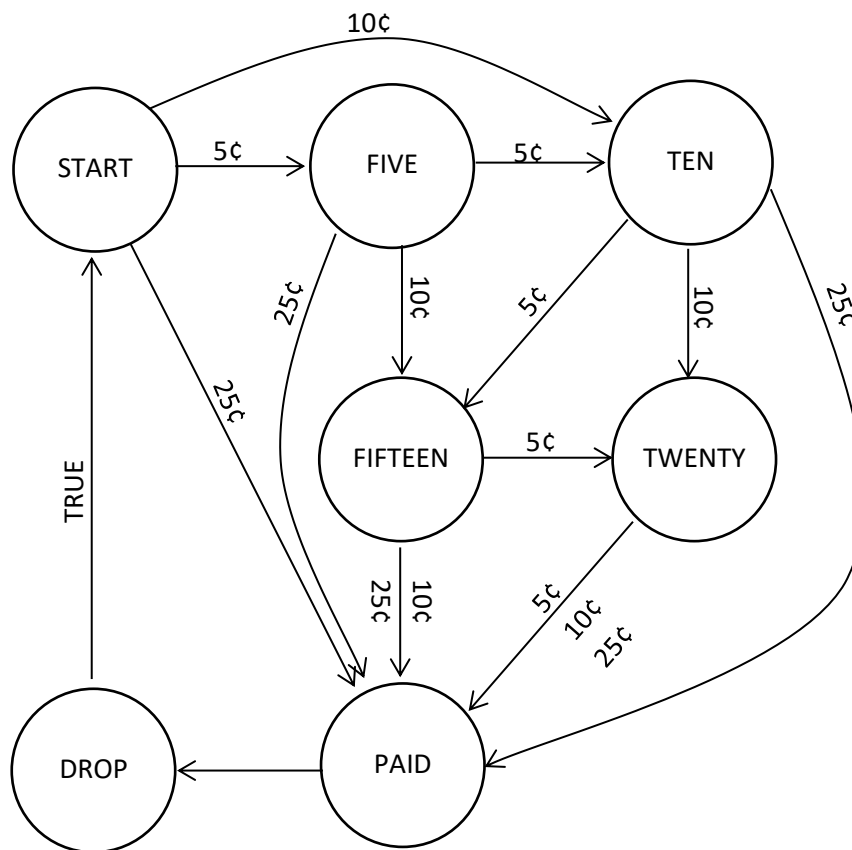 10¢
START
5¢
FIVE
5¢
TEN
25¢
25¢
10¢
5¢
10¢
25¢
FIFTEEN
5¢
TWENTY
TRUE
25¢
10¢
5¢
10¢
25¢
DROP
PAID